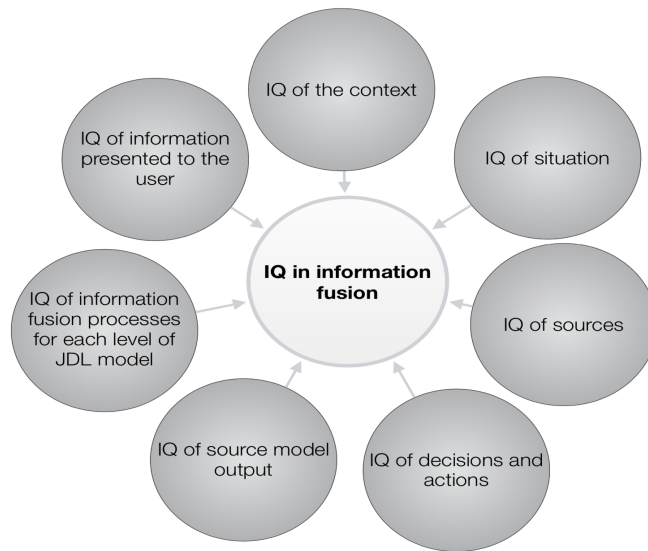 IQ of the context
IQ of information
presented to the
user
IQ of situation
IQ in information
fusion
IQ of information
fusion processes
for each level of
JDL model
IQ of sources
IQ of source model
output
IQ of decisions and
actions